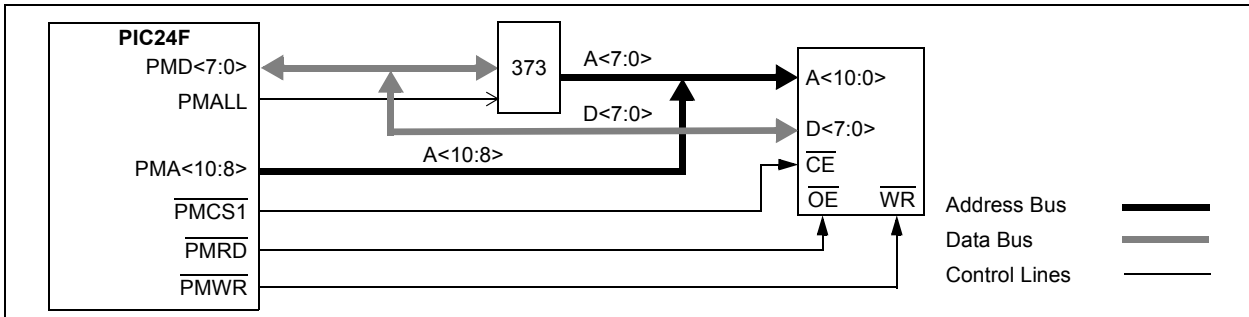 PIC24F
PMD<7:0>
PMALL
PMA<10:8>
PMCS1
PMRD
PMWR
373
A<7:0>
D<7:0>
A<10:8>
A<10:0>
D<7:0>
CE
OE WR
Address Bus
Data Bus
Control Lines